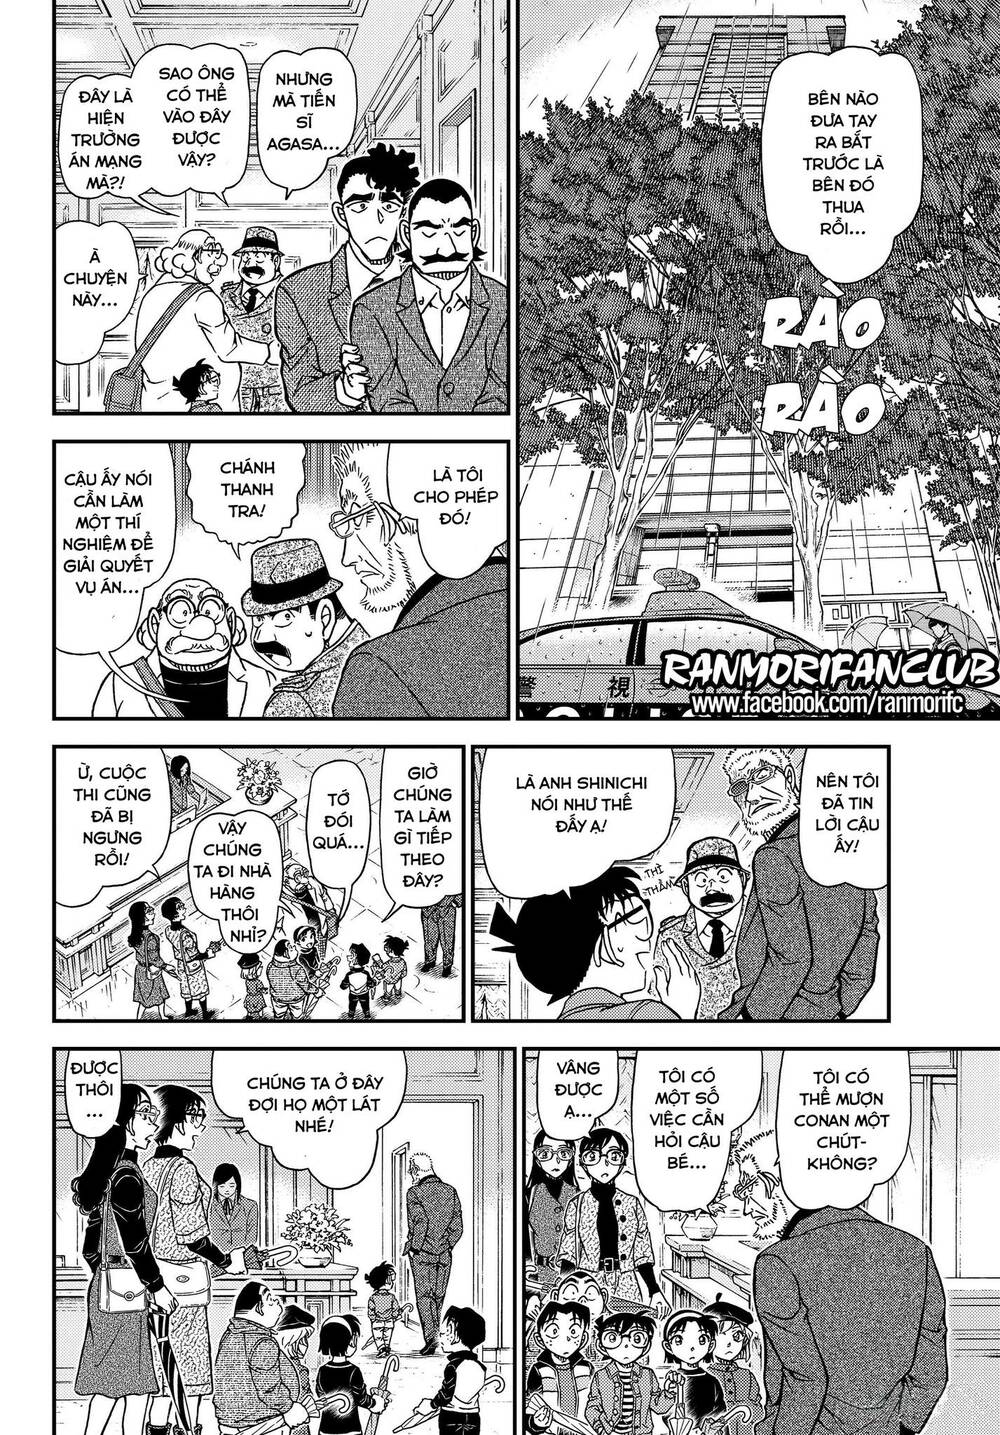 BÊN NÀO
ĐƯA TAY
RA BẮT
TRƯỚC LÀ
BÊN ĐÓ
THUA
RỒI...
RÀO
RÀO
警 視
RANMORIFANCLUB
www.facebook.com/ranmorifc
NHƯNG
MÀ TIẾN
SĨ
AGASA...
SAO ÔNG
CÓ THỂ
VÀO ĐÂY
ĐƯỢC
VẬY?
ĐÂY LÀ
HIỆN
TRƯỜNG
ÁN MẠNG
MÀ?!
À
CHUYỆN
NÀY...
LÀ TÔI
CHO PHÉP
ĐÓ!
CHÁNH
THANH
TRA!
CẬU ẤY NÓI
CẦN LÀM
MỘT THÍ
NGHIỆM ĐỂ
GIẢI QUYẾT
VỤ ÁN...
NÊN TÔI
ĐÃ TIN
LỜI CẬU
ẤY!
LÀ ANH SHINICHI
NÓI NHƯ THẾ
ĐẤY Ạ!
THÌ
THẦM
GIỜ
CHÚNG
TA LÀM
GÌ TIẾP
THEO
ĐÂY?
TỚ
ĐÓI
QUÁ...
VẬY
CHÚNG
TA ĐI NHÀ
HÀNG
THÔI
NHỈ?
Ừ, CUỘC
THI CŨNG
ĐÃ BỊ
NGƯNG
RỒI!
TÔI CÓ
THỂ MƯỢN
CONAN MỘT
CHÚT-
KHÔNG?
TÔI CÓ
MỘT SỐ
VIỆC CẦN
HỎI CẬU
BÉ...
VÂNG
ĐƯỢC
Ạ...
CHÚNG TA Ở ĐÂY
ĐỢI HỌ MỘT LÁT
NHÉ!
ĐƯỢC
THÔI
...